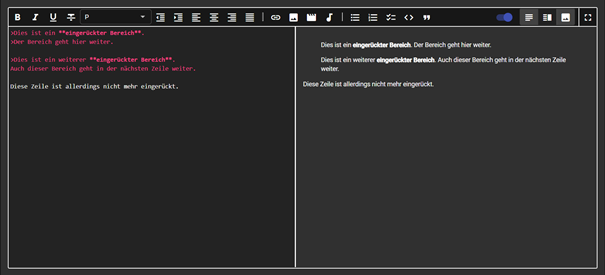 P
>Dies ist ein **eingerückter Bereich**.
>Der Bereich geht hier weiter.
>Dies ist ein weiterer **eingerückter Bereich**.
Auch dieser Bereich geht in der nächsten Zeile weiter.
Diese Zeile ist allerdings nicht mehr eingerückt.
Dies ist ein eingerückter Bereich. Der Bereich geht hier weiter.
Dies ist ein weiterer eingerückter Bereich. Auch dieser Bereich geht in der nächsten Zeile
weiter.
Diese Zeile ist allerdings nicht mehr eingerückt.